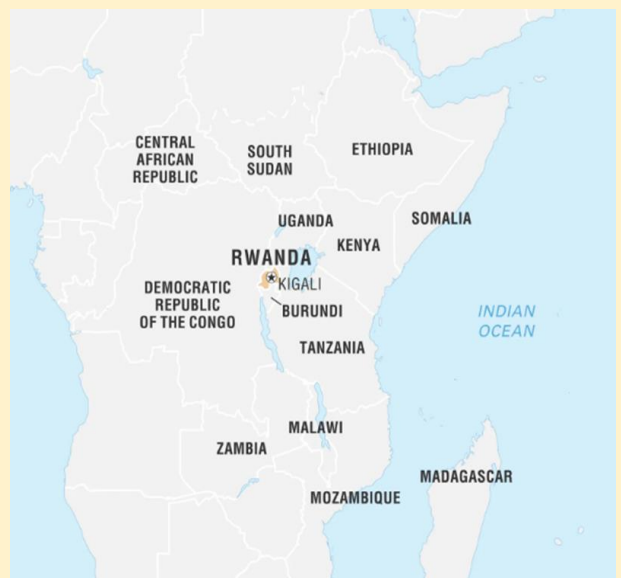 CENTRAL
AFRICAN
REPUBLIC
SOUTH
SUDAN
ETHIOPIA
UGANDA
SOMALIA
KENYA
RWANDA
KIGALI
DEMOCRATIC
REPUBLIC
OF THE CONGO
BURUNDI
INDIAN
OCEAN
TANZANIA
MALAWI
ZAMBIA
MADAGASCAR
MOZAMBIQUE